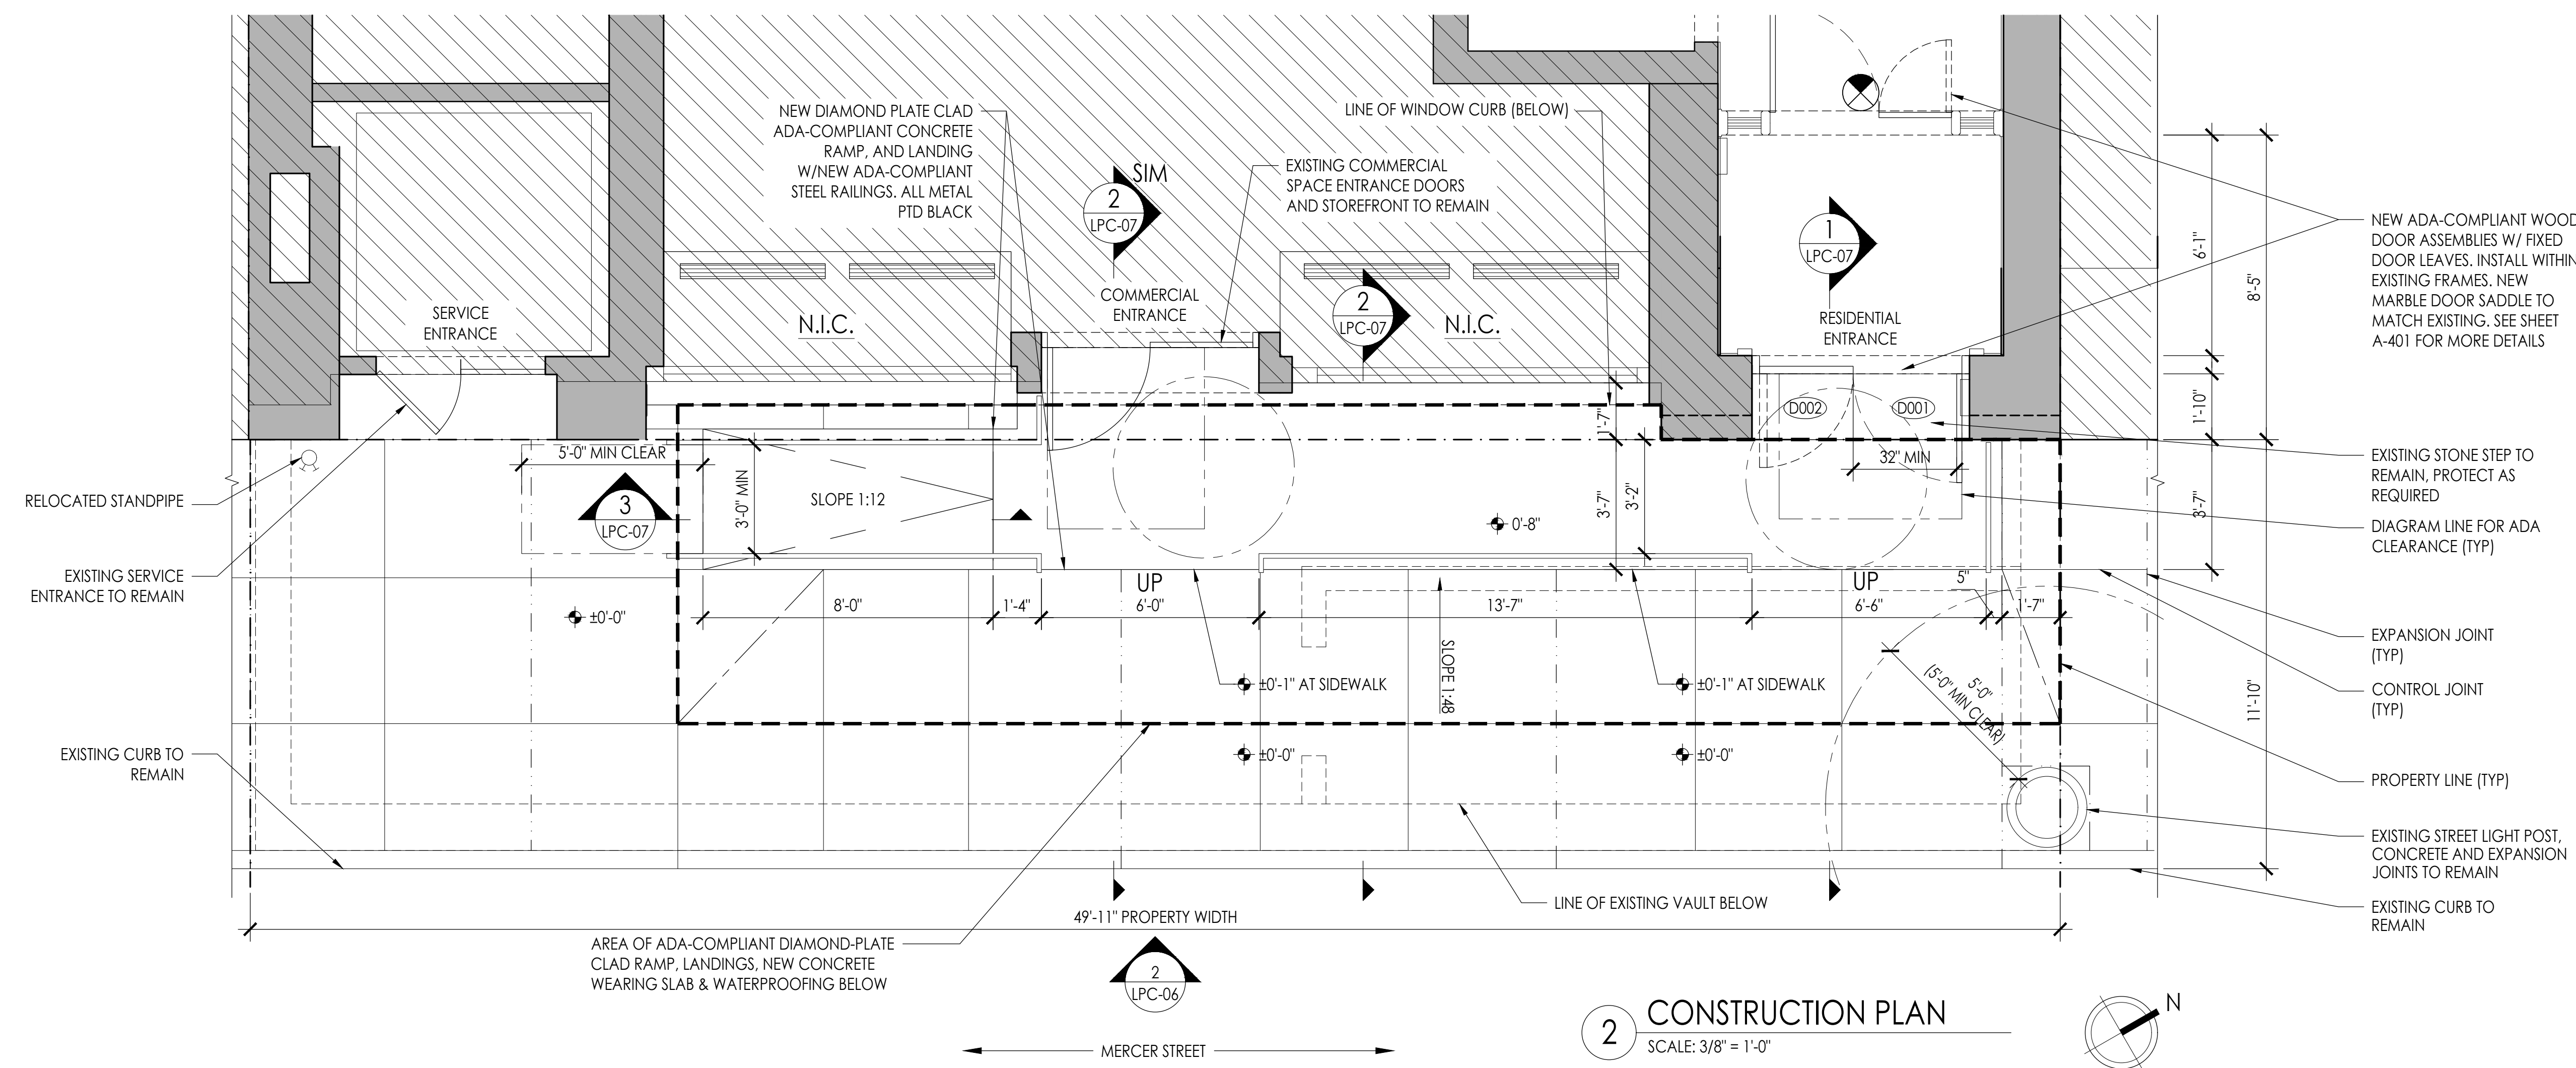 NEW DIAMOND PLATE CLAD
ADA-COMPLIANT CONCRETE
RAMP, AND LANDING
W/NEW ADA-COMPLIANT
STEEL RAILINGS. ALL METAL
PTD BLACK
LINE OF WINDOW CURB (BELOW)
SIM
2
LPC-07
EXISTING COMMERCIAL
SPACE ENTRANCE DOORS
AND STOREFRONT TO REMAIN
1
LPC-07
NEW ADA-COMPLIANT WOOD
DOOR ASSEMBLIES W/ FIXED
DOOR LEAVES. INSTALL WITHIN
EXISTING FRAMES. NEW
MARBLE DOOR SADDLE TO
MATCH EXISTING. SEE SHEET
A-401 FOR MORE DETAILS
6'-1"
8'-5"
SERVICE
ENTRANCE
N.I.C.
COMMERCIAL
ENTRANCE
2
LPC-07
N.I.C.
RESIDENTIAL
ENTRANCE
D002
D001
1'-7"
1'-10"
5'-0" MIN CLEAR
32" MIN
EXISTING STONE STEP TO
REMAIN, PROTECT AS
REQUIRED
RELOCATED STANDPIPE
3
LPC-07
3'-0" MIN
SLOPE 1:12
3'-7"
3'-2"
0'-8"
3'-7"
DIAGRAM LINE FOR ADA
CLEARANCE (TYP)
EXISTING SERVICE
ENTRANCE TO REMAIN
UP
UP
±0'-0"
8'-0"
1'-4"
6'-0"
13'-7"
6'-6"
5"
1'-7"
EXPANSION JOINT
(TYP)
SLOPE 1:48
±0'-1" AT SIDEWALK
±0'-1" AT SIDEWALK
5'-0"
(5'-0" MIN CLEAR)
CONTROL JOINT
(TYP)
11'-10"
EXISTING CURB TO
REMAIN
±0'-0"
±0'-0"
PROPERTY LINE (TYP)
EXISTING STREET LIGHT POST,
CONCRETE AND EXPANSION
JOINTS TO REMAIN
LINE OF EXISTING VAULT BELOW
EXISTING CURB TO
REMAIN
49'-11" PROPERTY WIDTH
AREA OF ADA-COMPLIANT DIAMOND-PLATE
CLAD RAMP, LANDINGS, NEW CONCRETE
WEARING SLAB & WATERPROOFING BELOW
2
LPC-06
2
CONSTRUCTION PLAN
SCALE: 3/8" = 1'-0"
N
MERCER STREET